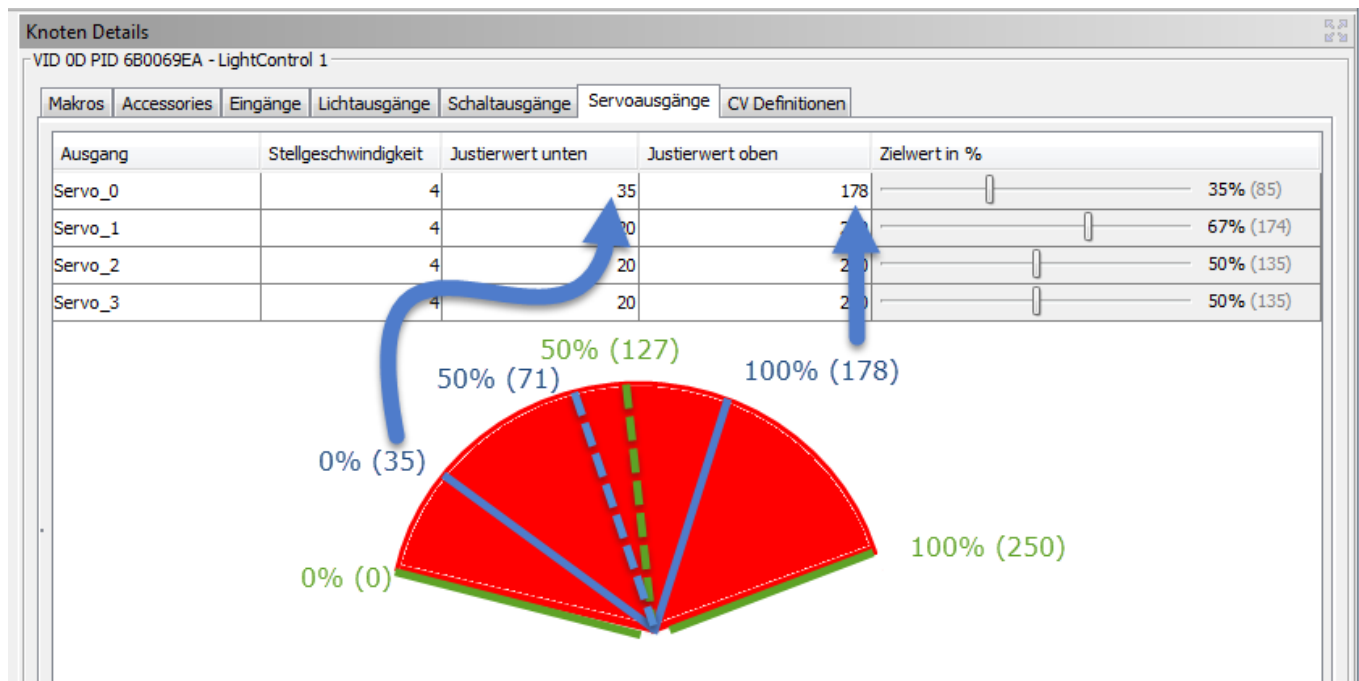 Knoten Details
VID 0D PID 6B0069EA - LightControl 1
Makros Accessories Eingänge Lichtausgänge Schaltausgänge Servoausgänge CV Definitionen
Ausgang Stellgeschwindigkeit Justierwert unten Justierwert oben Zielwert in %
Servo_0 4 35 178 35% (85)
Servo_1 4 67% (174)
Servo_2 4 20 50% (135)
Servo_3 4 20 50% (135)
50% (127)
50% (71) 100% (178)
0% (35)
100% (250)
0% (0)